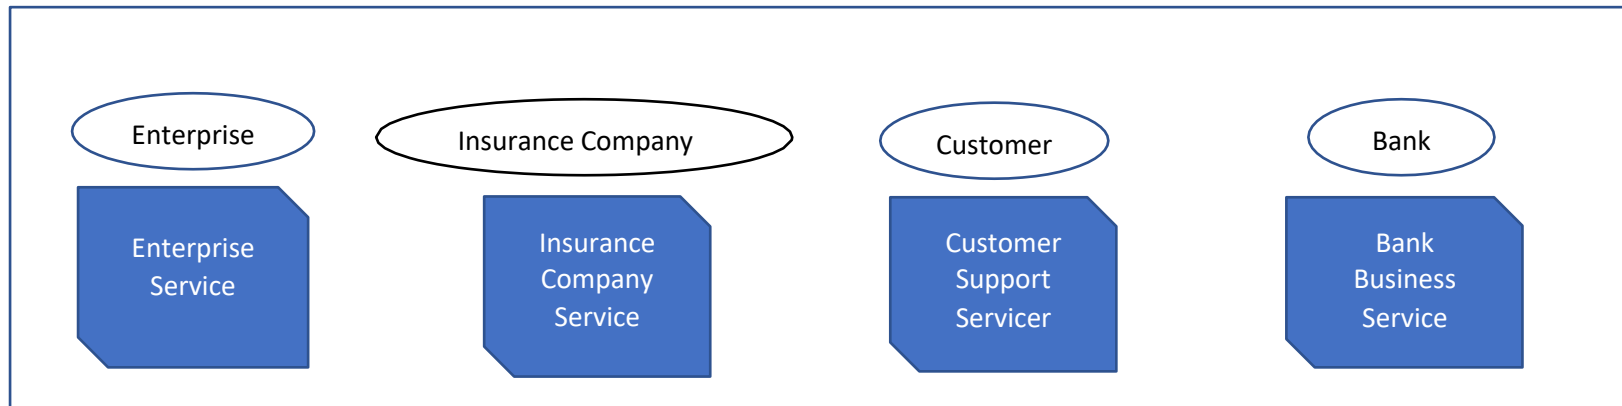 Enterprise
Insurance Company
Customer
Bank
Enterprise
Service
Insurance
Company
Service
Customer
Support
Servicer
Bank
Business
Service